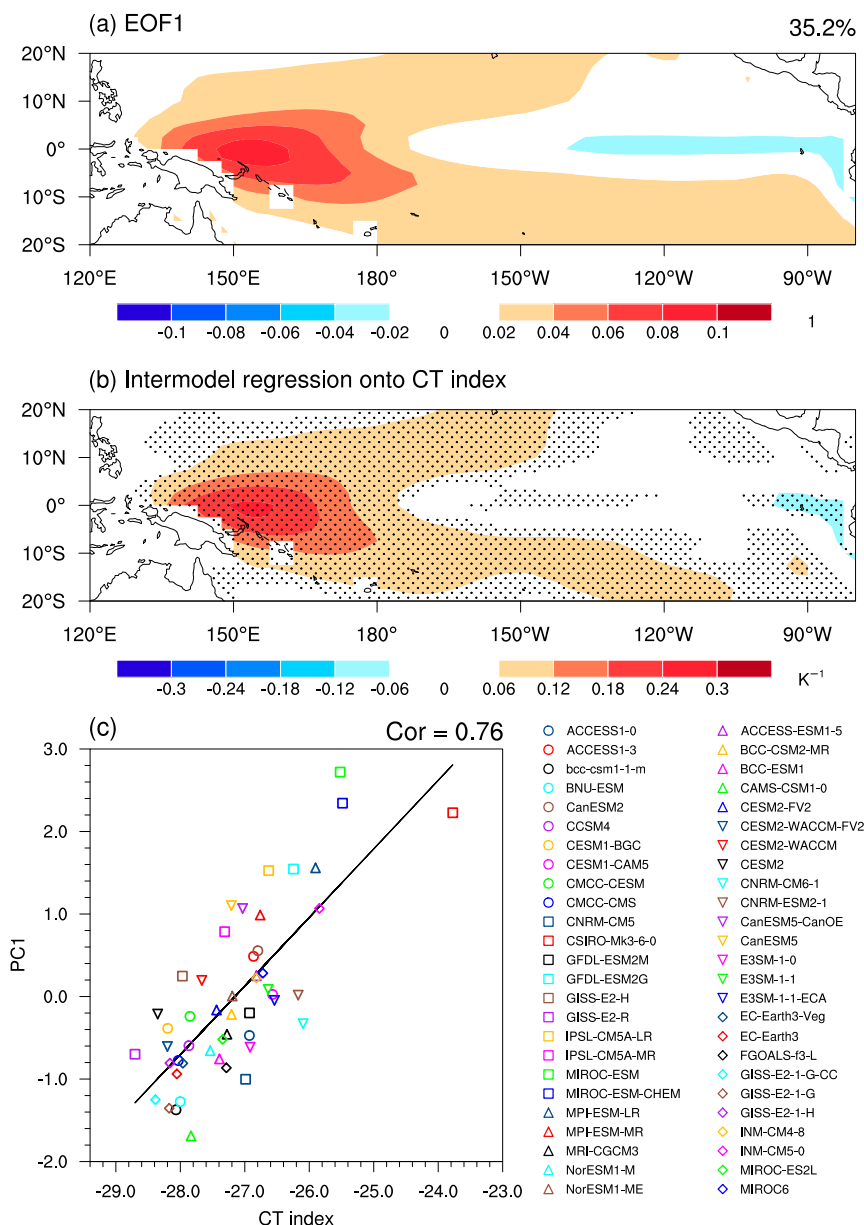 (a) EOF1 35.2%
20°N
10°N
0°
10°S
20°S
120°E 150°E 180° 150°W 120°W 90°W
-0.1 -0.08 -0.06 -0.04 -0.02 0 0.02 0.04 0.06 0.08 0.1 1
(b) Intermodel regression onto CT index
20°N
10°N
0°
10°S
20°S
120°E 150°E 180° 150°W 120°W 90°W
-0.3 -0.24 -0.18 -0.12 -0.06 0 0.06 0.12 0.18 0.24 0.3 K⁻¹
(c) Cor = 0.76
3.0
2.0
1.0
0.0
-1.0
-2.0
PC1
-29.0 -28.0 -27.0 -26.0 -25.0 -24.0 -23.0
CT index
ACCESS1-0
ACCESS1-3
bcc-csm1-1-m
BNU-ESM
CanESM2
CCSM4
CESM1-BGC
CESM1-CAM5
CMCC-CESM
CMCC-CMS
CNRM-CM5
CSIRO-Mk3-6-0
GFDL-ESM2M
GFDL-ESM2G
GISS-E2-H
GISS-E2-R
IPSL-CM5A-LR
IPSL-CM5A-MR
MIROC-ESM
MIROC-ESM-CHEM
MPI-ESM-LR
MPI-ESM-MR
MRI-CGCM3
NorESM1-M
NorESM1-ME
ACCESS-ESM1-5
BCC-CSM2-MR
BCC-ESM1
CAMS-CSM1-0
CESM2-FV2
CESM2-WACCM-FV2
CESM2-WACCM
CESM2
CNRM-CM6-1
CNRM-ESM2-1
CanESM5-CanOE
CanESM5
E3SM-1-0
E3SM-1-1
E3SM-1-1-ECA
EC-Earth3-Veg
EC-Earth3
FGOALS-f3-L
GISS-E2-1-G-CC
GISS-E2-1-G
GISS-E2-1-H
INM-CM4-8
INM-CM5-0
MIROC-ES2L
MIROC6